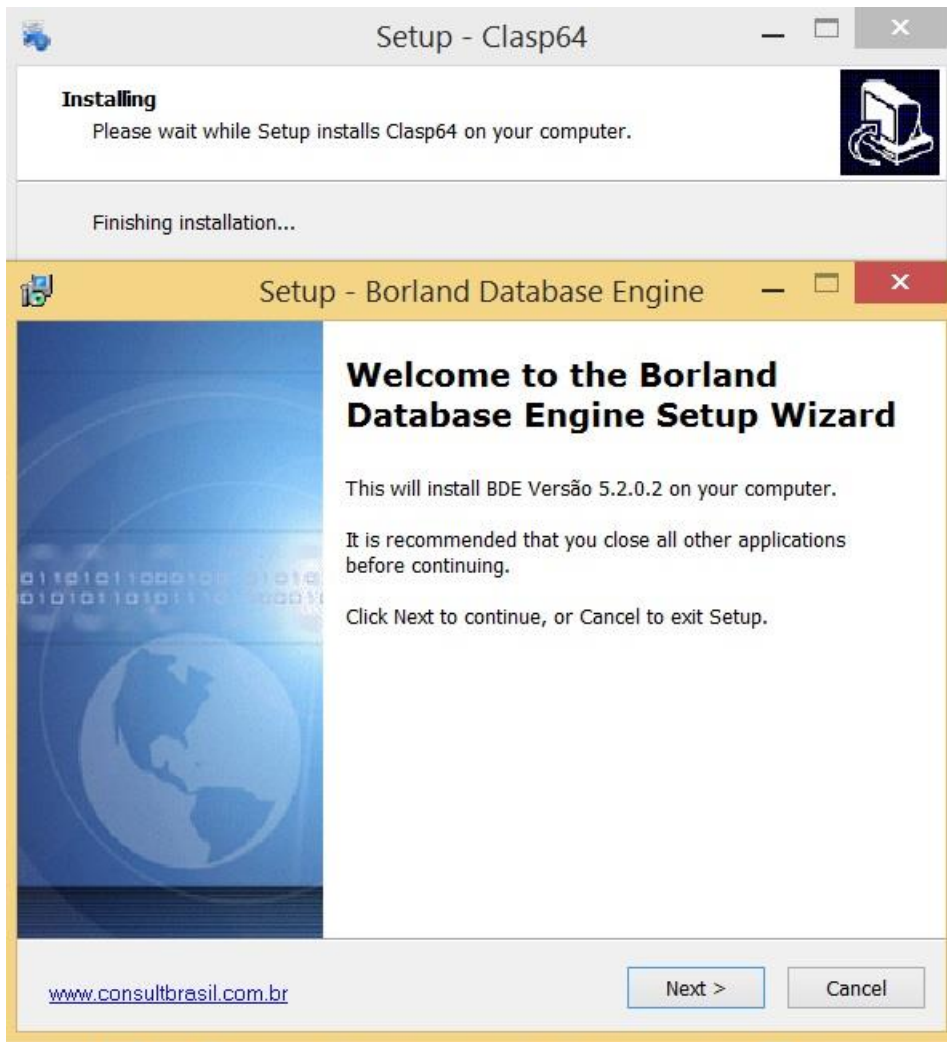 Setup - Clasp64
Installing
Please wait while Setup installs Clasp64 on your computer.
Finishing installation...
Setup - Borland Database Engine
Welcome to the Borland
Database Engine Setup Wizard
This will install BDE Versão 5.2.0.2 on your computer.
It is recommended that you close all other applications
before continuing.
Click Next to continue, or Cancel to exit Setup.
www.consultbrasil.com.br
Next >
Cancel